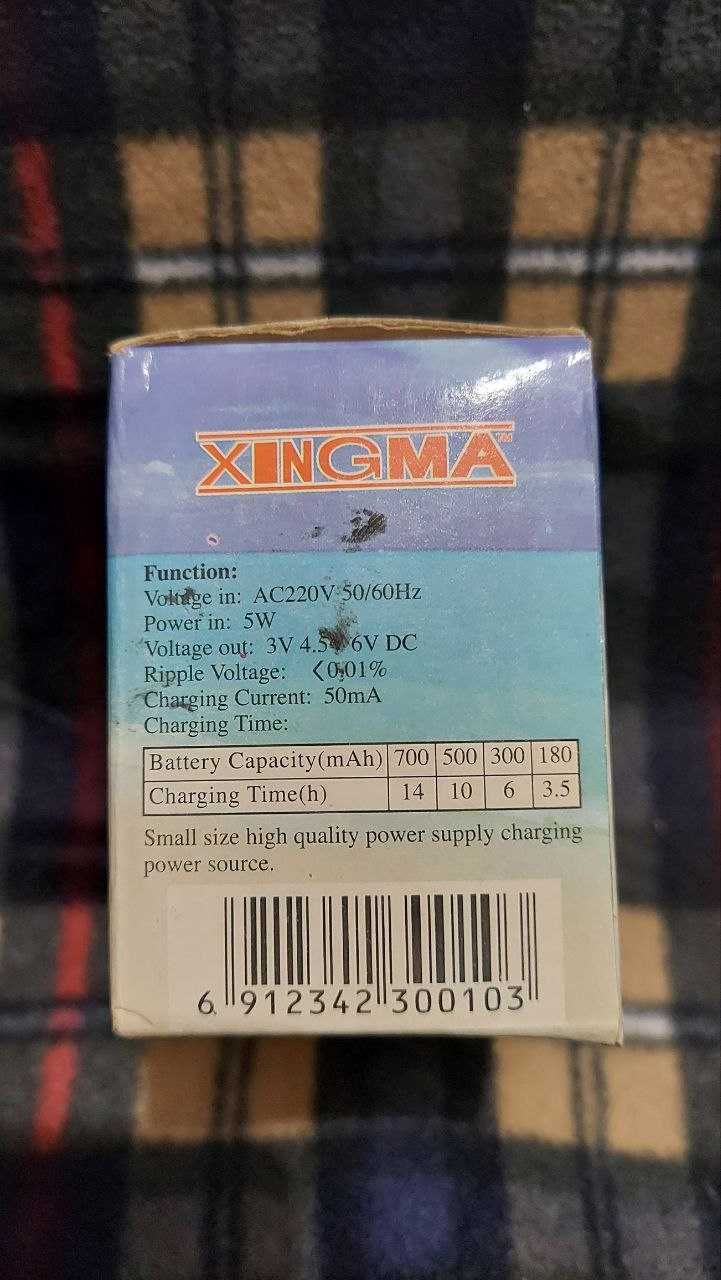 XINGMA™
Function:
Voltage in: AC220V 50/60Hz
Power in: 5W
Voltage out: 3V 4.5V 6V DC
Ripple Voltage: <0,01%
Charging Current: 50mA
Charging Time:
Battery Capacity(mAh) 700 500 300 180
Charging Time(h) 14 10 6 3.5
Small size high quality power supply charging
power source.
6 912342 300103